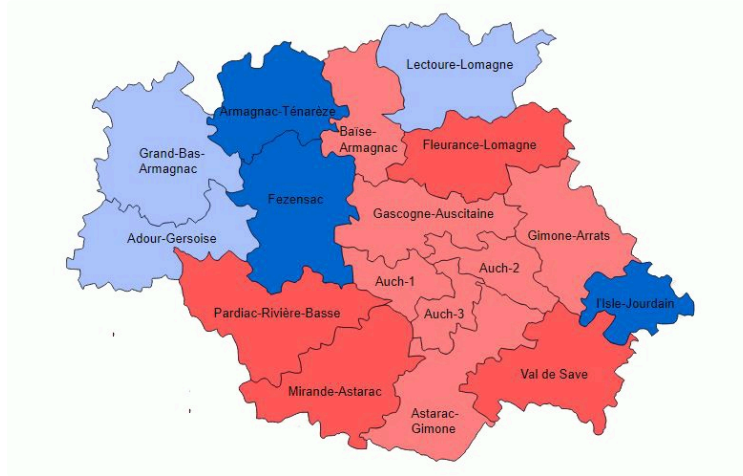 Lectoure-Lomagne
Armagnac-Ténarèze
Baïse-
Armagnac
Fleurance-Lomagne
Grand-Bas-
Armagnac
Fezensac
Gascogne-Auscitaine
Adour-Gersoise
Gimone-Arrats
Auch-2
Auch-1
l'Isle-Jourdain
Pardiac-Rivière-Basse
Auch-3
Val de Save
Mirande-Astarac
Astarac-
Gimone